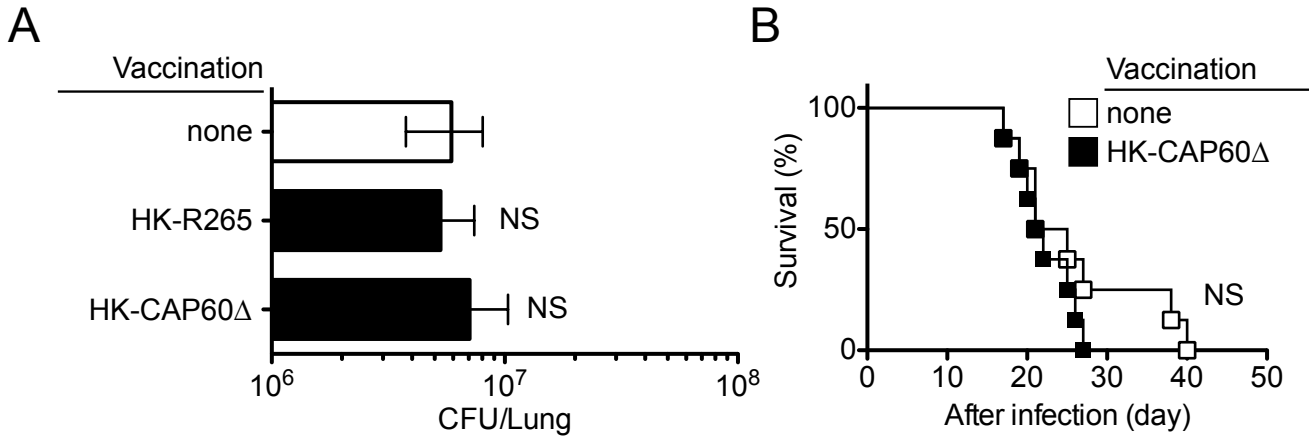 A
Vaccination
none
HK-R265
NS
HK-CAP60Δ
NS
10⁶
10⁷
10⁸
CFU/Lung
B
Vaccination
none
HK-CAP60Δ
100
50
0
Survival (%)
NS
0
10
20
30
40
50
After infection (day)